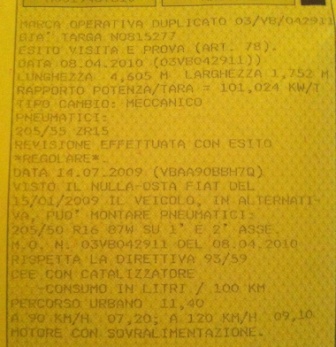 MARCA OPERATIVA DUPLICATO 03/VB/042911
GIA' TARGA NO815277
ESITO VISITA E PROVA (ART. 78).
DATA 08.04.2010 (03VB042911))
LUNGHEZZA 4,605 M LARGHEZZA 1,752 M
RAPPORTO POTENZA/TARA = 101,024 KW/T
TIPO CAMBIO: MECCANICO
PNEUMATICI:
205/55 ZR15
REVISIONE EFFETTUATA CON ESITO
*REGOLARE*.
DATA 14.07.2009 (VBAA90BBH7Q)
VISTO IL NULLA-OSTA FIAT DEL
15/01/2009 IL VEICOLO, IN ALTERNATI-
VA, PUO' MONTARE PNEUMATICI:
205/50 R16 87W SU 1° E 2° ASSE.
M.O. N. 03VB042911 DEL 08.04.2010
RISPETTA LA DIRETTIVA 93/59
CEE CON CATALIZZATORE
-CONSUMO IN LITRI / 100 KM
PERCORSO URBANO 11,40
A 90 KM/H 07,20; A 120 KM/H 09,10
MOTORE CON SOVRALIMENTAZIONE.